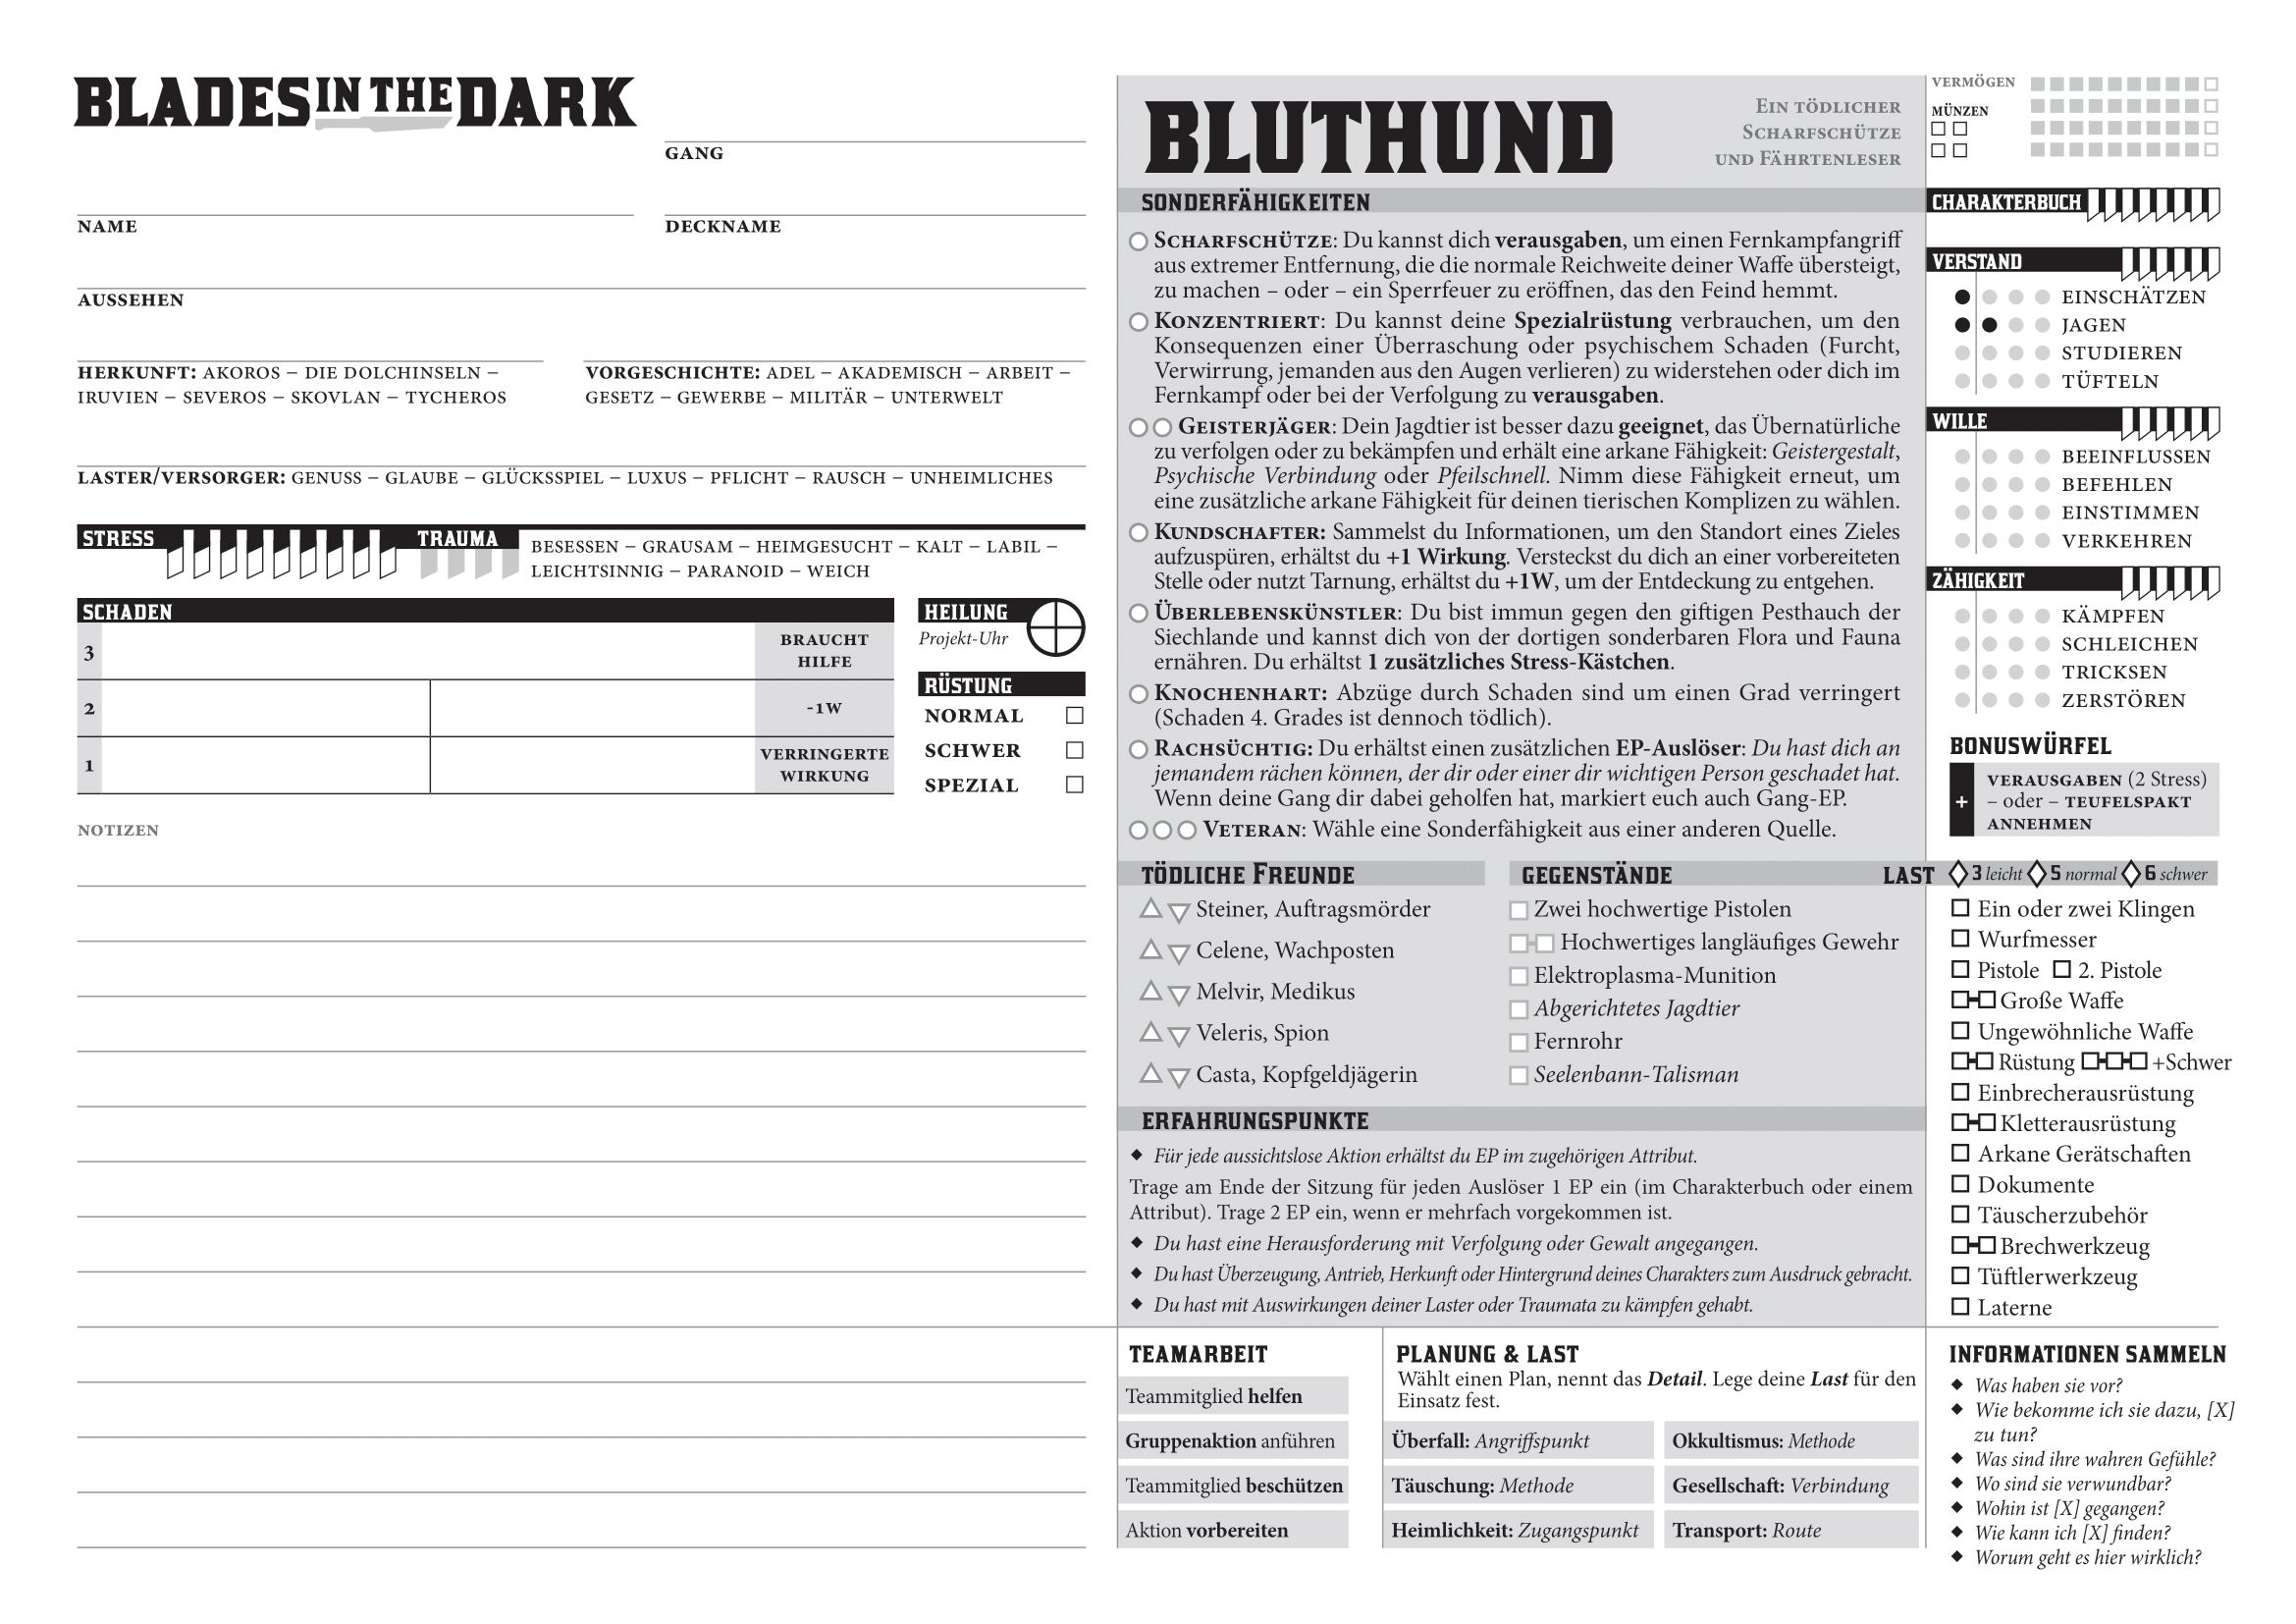 BLADES IN THE DARK
GANG
NAME
DECKNAME
AUSSEHEN
HERKUNFT: AKOROS – DIE DOLCHINSELN –
IRUVIEN – SEVEROS – SKOVLAN – TYCHEROS
VORGESCHICHTE: ADEL – AKADEMISCH – ARBEIT –
GESETZ – GEWERBE – MILITÄR – UNTERWELT
LASTER/VERSORGER: GENUSS – GLAUBE – GLÜCKSSPIEL – LUXUS – PFLICHT – RAUSCH – UNHEIMLICHES
STRESS
TRAUMA
BESESSEN – GRAUSAM – HEIMGESUCHT – KALT – LABIL –
LEICHTSINNIG – PARANOID – WEICH
SCHADEN
3
BRAUCHT
HILFE
2
-1W
1
VERRINGERTE
WIRKUNG
HEILUNG
Projekt-Uhr
RÜSTUNG
NORMAL
SCHWER
SPEZIAL
NOTIZEN
BLUTHUND
EIN TÖDLICHER
SCHARFSCHÜTZE
UND FÄHRTENLESER
SONDERFÄHIGKEITEN
SCHARFSCHÜTZE: Du kannst dich verausgaben, um einen Fernkampfangriff
aus extremer Entfernung, die die normale Reichweite deiner Waffe übersteigt,
zu machen – oder – ein Sperrfeuer zu eröffnen, das den Feind hemmt.
KONZENTRIERT: Du kannst deine Spezialrüstung verbrauchen, um den
Konsequenzen einer Überraschung oder psychischem Schaden (Furcht,
Verwirrung, jemanden aus den Augen verlieren) zu widerstehen oder dich im
Fernkampf oder bei der Verfolgung zu verausgaben.
GEISTERJÄGER: Dein Jagdtier ist besser dazu geeignet, das Übernatürliche
zu verfolgen oder zu bekämpfen und erhält eine arkane Fähigkeit: Geistergestalt,
Psychische Verbindung oder Pfeilschnell. Nimm diese Fähigkeit erneut, um
eine zusätzliche arkane Fähigkeit für deinen tierischen Komplizen zu wählen.
KUNDSCHAFTER: Sammelst du Informationen, um den Standort eines Zieles
aufzuspüren, erhältst du +1 Wirkung. Versteckst du dich an einer vorbereiteten
Stelle oder nutzt Tarnung, erhältst du +1W, um der Entdeckung zu entgehen.
ÜBERLEBENSKÜNSTLER: Du bist immun gegen den giftigen Pesthauch der
Siechlande und kannst dich von der dortigen sonderbaren Flora und Fauna
ernähren. Du erhältst 1 zusätzliches Stress-Kästchen.
KNOCHENHART: Abzüge durch Schaden sind um einen Grad verringert
(Schaden 4. Grades ist dennoch tödlich).
RACHSÜCHTIG: Du erhältst einen zusätzlichen EP-Auslöser: Du hast dich an
jemandem rächen können, der dir oder einer dir wichtigen Person geschadet hat.
Wenn deine Gang dir dabei geholfen hat, markiert euch auch Gang-EP.
VETERAN: Wähle eine Sonderfähigkeit aus einer anderen Quelle.
TÖDLICHE FREUNDE
Steiner, Auftragsmörder
Celene, Wachposten
Melvir, Medikus
Veleris, Spion
Casta, Kopfgeldjägerin
GEGENSTÄNDE
Zwei hochwertige Pistolen
Hochwertiges langläufiges Gewehr
Elektroplasma-Munition
Abgerichtetes Jagdtier
Fernrohr
Seelenbann-Talisman
ERFAHRUNGSPUNKTE
◆ Für jede aussichtslose Aktion erhältst du EP im zugehörigen Attribut.
Trage am Ende der Sitzung für jeden Auslöser 1 EP ein (im Charakterbuch oder einem
Attribut). Trage 2 EP ein, wenn er mehrfach vorgekommen ist.
◆ Du hast eine Herausforderung mit Verfolgung oder Gewalt angegangen.
◆ Du hast Überzeugung, Antrieb, Herkunft oder Hintergrund deines Charakters zum Ausdruck gebracht.
◆ Du hast mit Auswirkungen deiner Laster oder Traumata zu kämpfen gehabt.
TEAMARBEIT
Teammitglied helfen
Gruppenaktion anführen
Teammitglied beschützen
Aktion vorbereiten
PLANUNG & LAST
Wählt einen Plan, nennt das Detail. Lege deine Last für den
Einsatz fest.
Überfall: Angriffspunkt
Okkultismus: Methode
Täuschung: Methode
Gesellschaft: Verbindung
Heimlichkeit: Zugangspunkt
Transport: Route
VERMÖGEN
MÜNZEN
CHARAKTERBUCH
VERSTAND
EINSCHÄTZEN
JAGEN
STUDIEREN
TÜFTELN
WILLE
BEEINFLUSSEN
BEFEHLEN
EINSTIMMEN
VERKEHREN
ZÄHIGKEIT
KÄMPFEN
SCHLEICHEN
TRICKSEN
ZERSTÖREN
BONUSWÜRFEL
+ VERAUSGABEN (2 Stress)
– oder – TEUFELSPAKT
ANNEHMEN
LAST 3 leicht 5 normal 6 schwer
Ein oder zwei Klingen
Wurfmesser
Pistole 2. Pistole
Große Waffe
Ungewöhnliche Waffe
Rüstung +Schwer
Einbrecherausrüstung
Kletterausrüstung
Arkane Gerätschaften
Dokumente
Täuscherzubehör
Brechwerkzeug
Tüftlerwerkzeug
Laterne
INFORMATIONEN SAMMELN
◆ Was haben sie vor?
◆ Wie bekomme ich sie dazu, [X]
zu tun?
◆ Was sind ihre wahren Gefühle?
◆ Wo sind sie verwundbar?
◆ Wohin ist [X] gegangen?
◆ Wie kann ich [X] finden?
◆ Worum geht es hier wirklich?